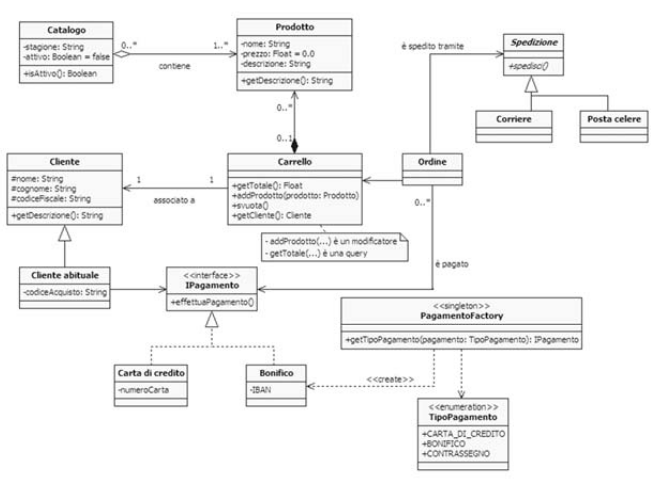 Catalogo
-stagione: String
-attivo: Boolean = false
+isAttivo(): Boolean
0..*
1..*
contiene
Prodotto
-nome: String
-prezzo: Float = 0.0
-descrizione: String
+getDescrizione(): String
è spedito tramite
Spedizione
+spedisci()
Corriere
Posta celere
0..*
0..1
Cliente
#nome: String
#cognome: String
#codiceFiscale: String
+getDescrizione(): String
1
1
associato a
Carrello
+getTotale(): Float
+addProdotto(prodotto: Prodotto)
+svuota()
+getCliente(): Cliente
Ordine
0..*
- addProdotto(...) è un modificatore
- getTotale(...) è una query
è pagato
Cliente abituale
-codiceAcquisto: String
<<interface>>
IPagamento
+effettuaPagamento()
<<singleton>>
PagamentoFactory
+getTipoPagamento(pagamento: TipoPagamento): IPagamento
Carta di credito
-numeroCarta
Bonifico
-IBAN
<<create>>
<<enumeration>>
TipoPagamento
+CARTA_DI_CREDITO
+BONIFICO
+CONTRASSEGNO